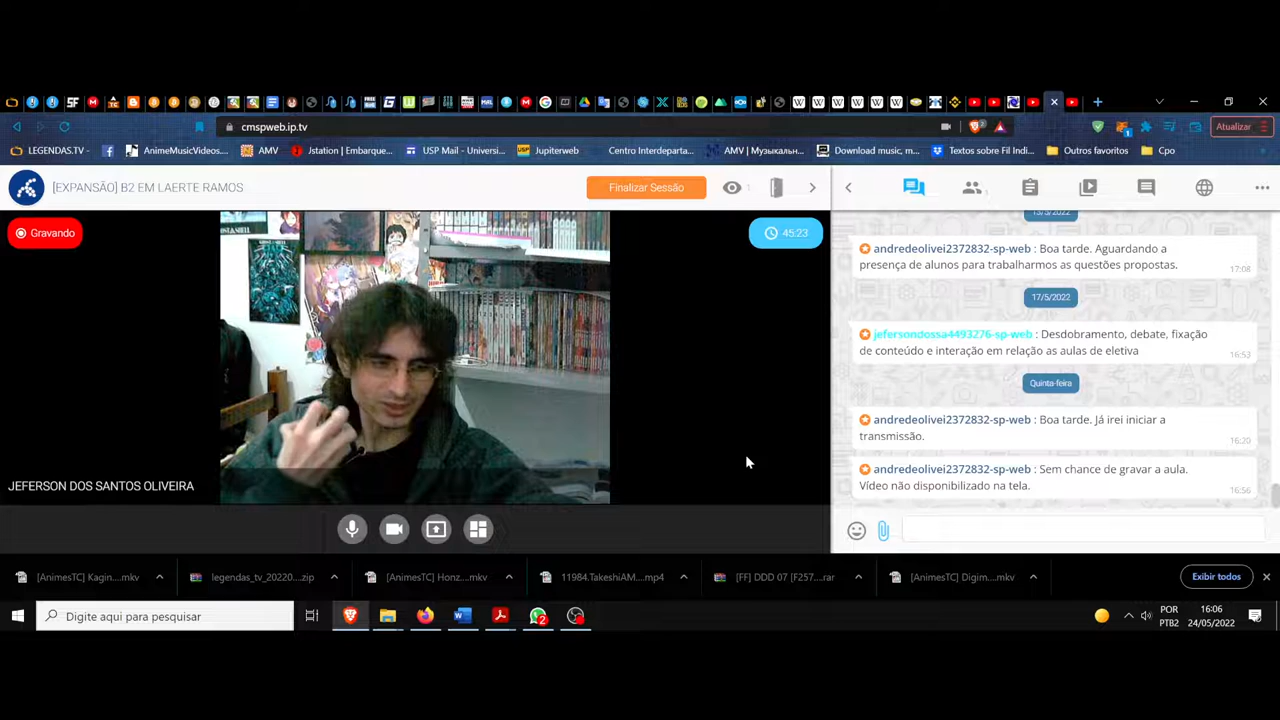 cmspweb.ip.tv
2
Atualizar
LEGENDAS.TV -
AnimeMusicVideos...
AMV
Jstation | Embarque...
USP Mail - Universi...
Jupiterweb
Centro Interdeparta...
AMV | Музыкальн...
Download music, m...
Textos sobre Fil Indi...
Outros favoritos
Cpo
[EXPANSÃO] B2 EM LAERTE RAMOS
Finalizar Sessão
1
1
Gravando
45:23
JEFERSON DOS SANTOS OLIVEIRA
13/5/2022
andredeolivei2372832-sp-web : Boa tarde. Aguardando a
presença de alunos para trabalharmos as questões propostas.
17:08
17/5/2022
jefersondossa4493276-sp-web : Desdobramento, debate, fixação
de conteúdo e interação em relação as aulas de eletiva
16:53
Quinta-feira
andredeolivei2372832-sp-web : Boa tarde. Já irei iniciar a
transmissão.
16:20
andredeolivei2372832-sp-web : Sem chance de gravar a aula.
Vídeo não disponibilizado na tela.
16:56
[AnimesTC] Kagin....mkv
legendas_tv_20220....zip
[AnimesTC] Honz....mkv
11984.TakeshiAM....mp4
[FF] DDD 07 [F257....rar
[AnimesTC] Digim....mkv
Exibir todos
Digite aqui para pesquisar
2
POR
PTB2
16:06
24/05/2022